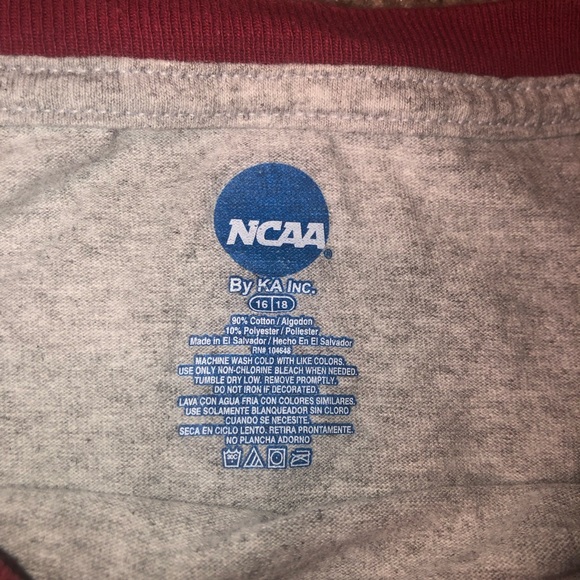 NCAA®
By KA Inc.
16 18
90% Cotton / Algodon
10% Polyester / Poliester
Made in El Salvador / Hecho En El Salvador
RN# 104648
MACHINE WASH COLD WITH LIKE COLORS.
USE ONLY NON-CHLORINE BLEACH WHEN NEEDED.
TUMBLE DRY LOW. REMOVE PROMPTLY.
DO NOT IRON IF DECORATED.
LAVA CON AGUA FRIA CON COLORES SIMILARES.
USE SOLAMENTE BLANQUEADOR SIN CLORO
CUANDO SE NECESITE.
SECA EN CICLO LENTO. RETIRA PRONTAMENTE.
NO PLANCHA ADORNO
30C